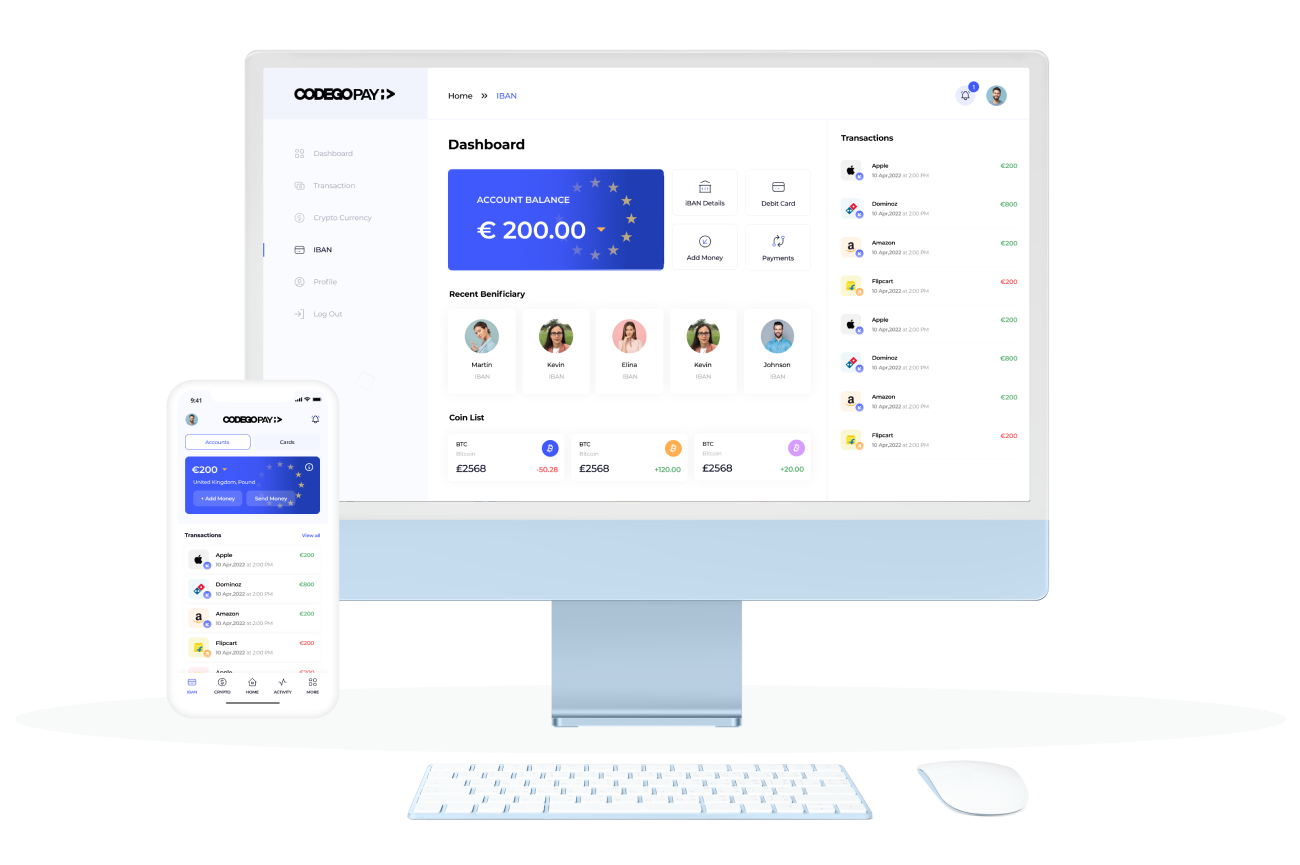 CODEGOPAY
Home » IBAN
1
Dashboard
Transaction
Crypto Currency
IBAN
Profile
Log Out
Dashboard
ACCOUNT BALANCE
€ 200.00
IBAN Details
Debit Card
Add Money
Payments
Recent Benificiary
Martin
IBAN
Kevin
IBAN
Elina
IBAN
Kevin
IBAN
Johnson
IBAN
Coin List
BTC
Bitcoin
£2568 -50.28
BTC
Bitcoin
£2568 +120.00
BTC
Bitcoin
£2568 +20.00
Transactions
Apple €200
10 Apr,2022 at 2:00 PM
Dominoz €800
10 Apr,2022 at 2:00 PM
Amazon €200
10 Apr,2022 at 2:00 PM
Flipcart €200
10 Apr,2022 at 2:00 PM
Apple €200
10 Apr,2022 at 2:00 PM
Dominoz €800
10 Apr,2022 at 2:00 PM
Amazon €200
10 Apr,2022 at 2:00 PM
Flipcart €200
10 Apr,2022 at 2:00 PM
9:41
CODEGOPAY
Accounts Cards
€200
United Kingdom, Pound
+ Add Money Send Money
Transactions View all
Apple €200
10 Apr,2022 at 2:00 PM
Dominoz €800
10 Apr,2022 at 2:00 PM
Amazon €200
10 Apr,2022 at 2:00 PM
Flipcart €200
10 Apr,2022 at 2:00 PM
Apple €200
IBAN CRYPTO HOME ACTIVITY MORE